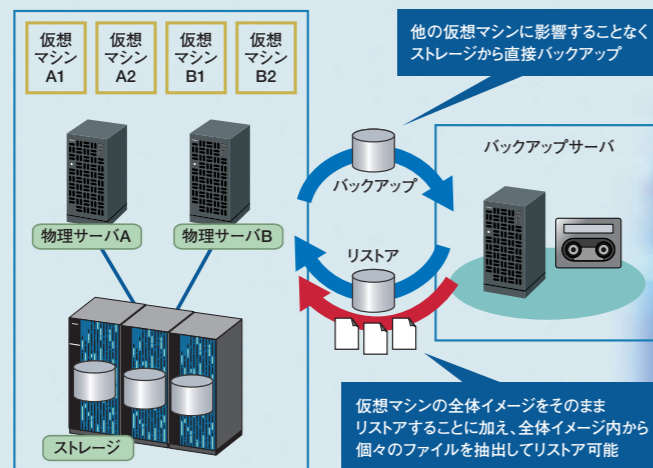 仮想
マシン
A1
仮想
マシン
A2
仮想
マシン
B1
仮想
マシン
B2
物理サーバA
物理サーバB
ストレージ
他の仮想マシンに影響することなく
ストレージから直接バックアップ
バックアップ
リストア
バックアップサーバ
仮想マシンの全体イメージをそのまま
リストアすることに加え、全体イメージ内から
個々のファイルを抽出してリストア可能